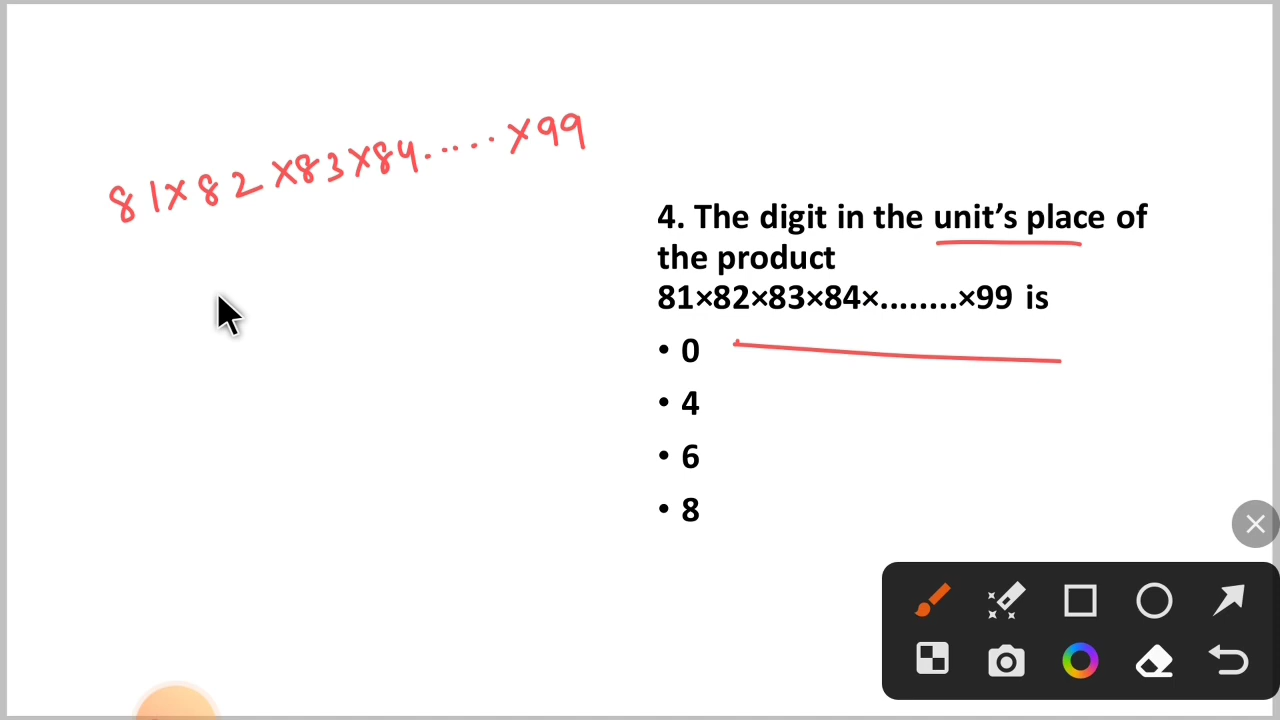 81×82×83×84.....×99
4. The digit in the unit’s place of
the product
81×82×83×84×........×99 is
• 0
• 4
• 6
• 8